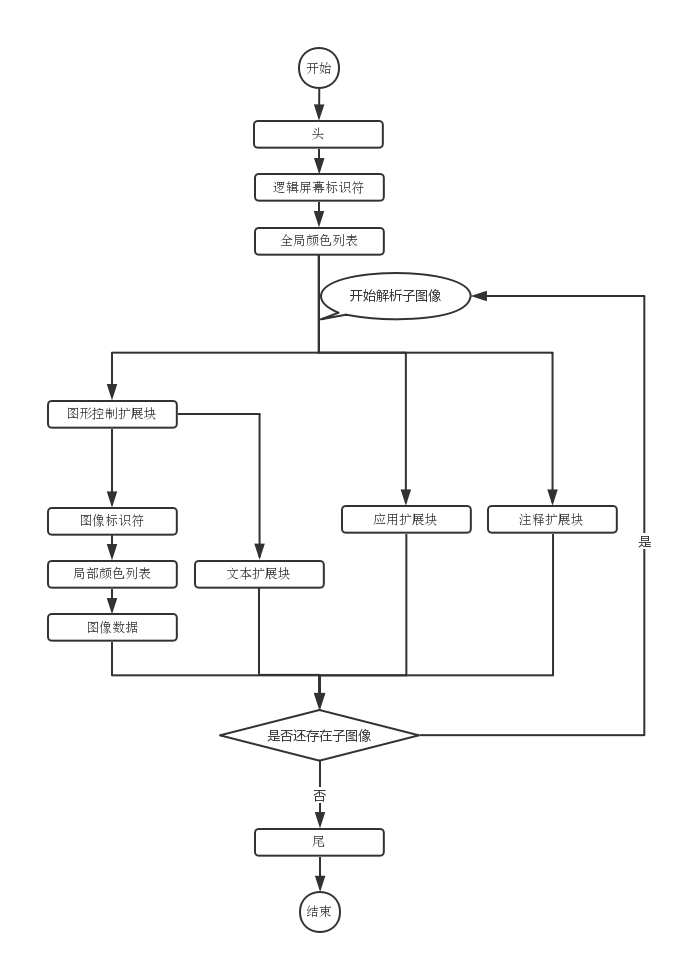 开始
头
逻辑屏幕标识符
全局颜色列表
开始解析子图像
图形控制扩展块
图像标识符
应用扩展块
注释扩展块
是
局部颜色列表
文本扩展块
图像数据
是否还存在子图像
否
尾
结束